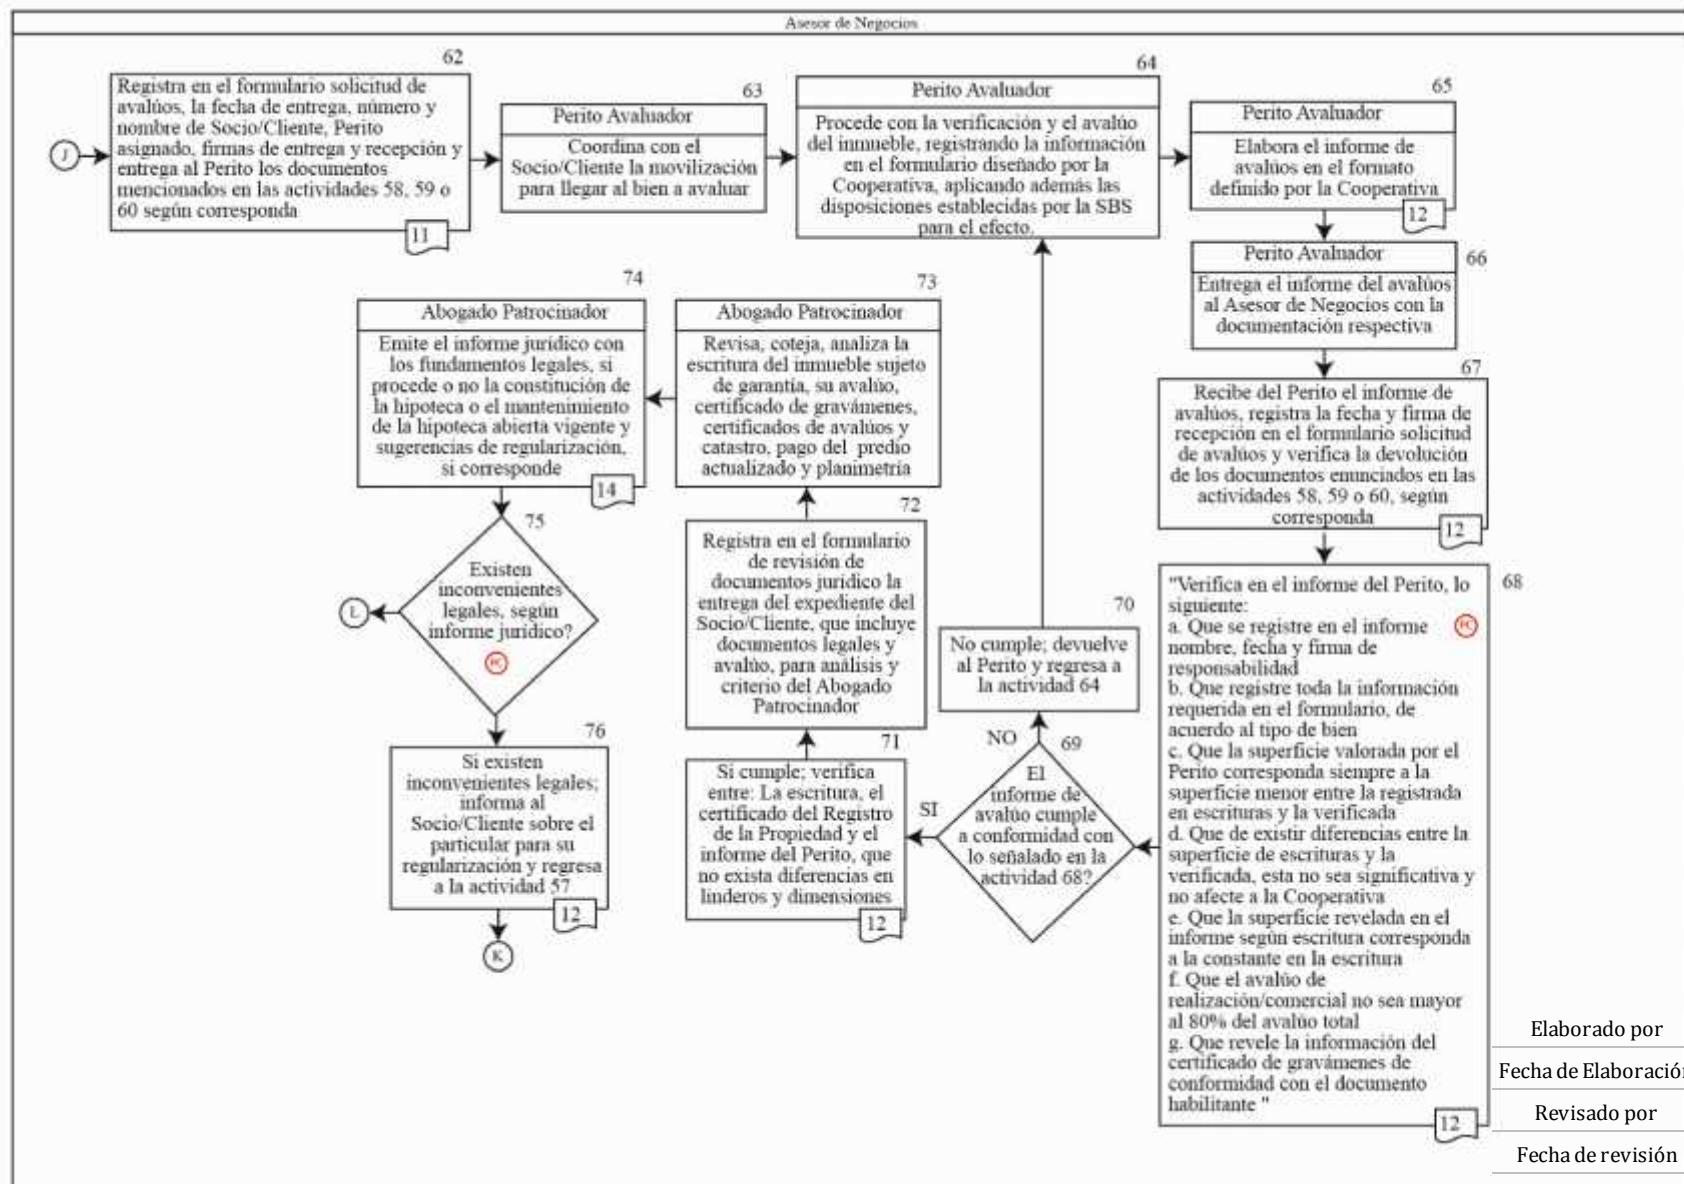 Asesor de Negocios
62
Registra en el formulario solicitud de
avalúos, la fecha de entrega, número y
nombre de Socio/Cliente, Perito
asignado, firmas de entrega y recepción y
entrega al Perito los documentos
mencionados en las actividades 58, 59 o
60 según corresponda
11
J
63
Perito Avaluador
Coordina con el
Socio/Cliente la movilización
para llegar al bien a avaluar
64
Perito Avaluador
Procede con la verificación y el avalúo
del inmueble, registrando la información
en el formulario diseñado por la
Cooperativa, aplicando además las
disposiciones establecidas por la SBS
para el efecto.
65
Perito Avaluador
Elabora el informe de
avalúos en el formato
definido por la Cooperativa
12
66
Perito Avaluador
Entrega el informe del avalúos
al Asesor de Negocios con la
documentación respectiva
67
Recibe del Perito el informe de
avalúos, registra la fecha y firma de
recepción en el formulario solicitud
de avalúos y verifica la devolución
de los documentos enunciados en las
actividades 58, 59 o 60, según
corresponda
12
68
"Verifica en el informe del Perito, lo
siguiente:
a. Que se registre en el informe
nombre, fecha y firma de
responsabilidad
b. Que registre toda la información
requerida en el formulario, de
acuerdo al tipo de bien
c. Que la superficie valorada por el
Perito corresponda siempre a la
superficie menor entre la registrada
en escrituras y la verificada
d. Que de existir diferencias entre la
superficie de escrituras y la
verificada, esta no sea significativa y
no afecte a la Cooperativa
e. Que la superficie revelada en el
informe según escritura corresponda
a la constante en la escritura
f. Que el avalúo de
realización/comercial no sea mayor
al 80% del avalúo total
g. Que revele la información del
certificado de gravámenes de
conformidad con el documento
habilitante "
PC
12
69
El
informe de
avalúo cumple
a conformidad con
lo señalado en la
actividad 68?
NO
SI
70
No cumple; devuelve
al Perito y regresa a
la actividad 64
71
Si cumple; verifica
entre: La escritura, el
certificado del Registro
de la Propiedad y el
informe del Perito, que
no exista diferencias en
linderos y dimensiones
12
72
Registra en el formulario
de revisión de
documentos jurídico la
entrega del expediente del
Socio/Cliente, que incluye
documentos legales y
avalúo, para análisis y
criterio del Abogado
Patrocinador
73
Abogado Patrocinador
Revisa, coteja, analiza la
escritura del inmueble sujeto
de garantía, su avalúo,
certificado de gravámenes,
certificados de avalúos y
catastro, pago del predio
actualizado y planimetría
74
Abogado Patrocinador
Emite el informe jurídico con
los fundamentos legales, si
procede o no la constitución de
la hipoteca o el mantenimiento
de la hipoteca abierta vigente y
sugerencias de regularización,
si corresponde
14
75
Existen
inconvenientes
legales, según
informe jurídico?
PC
L
76
Si existen
inconvenientes legales;
informa al
Socio/Cliente sobre el
particular para su
regularización y regresa
a la actividad 57
12
K
Elaborado por
Fecha de Elaboración
Revisado por
Fecha de revisión